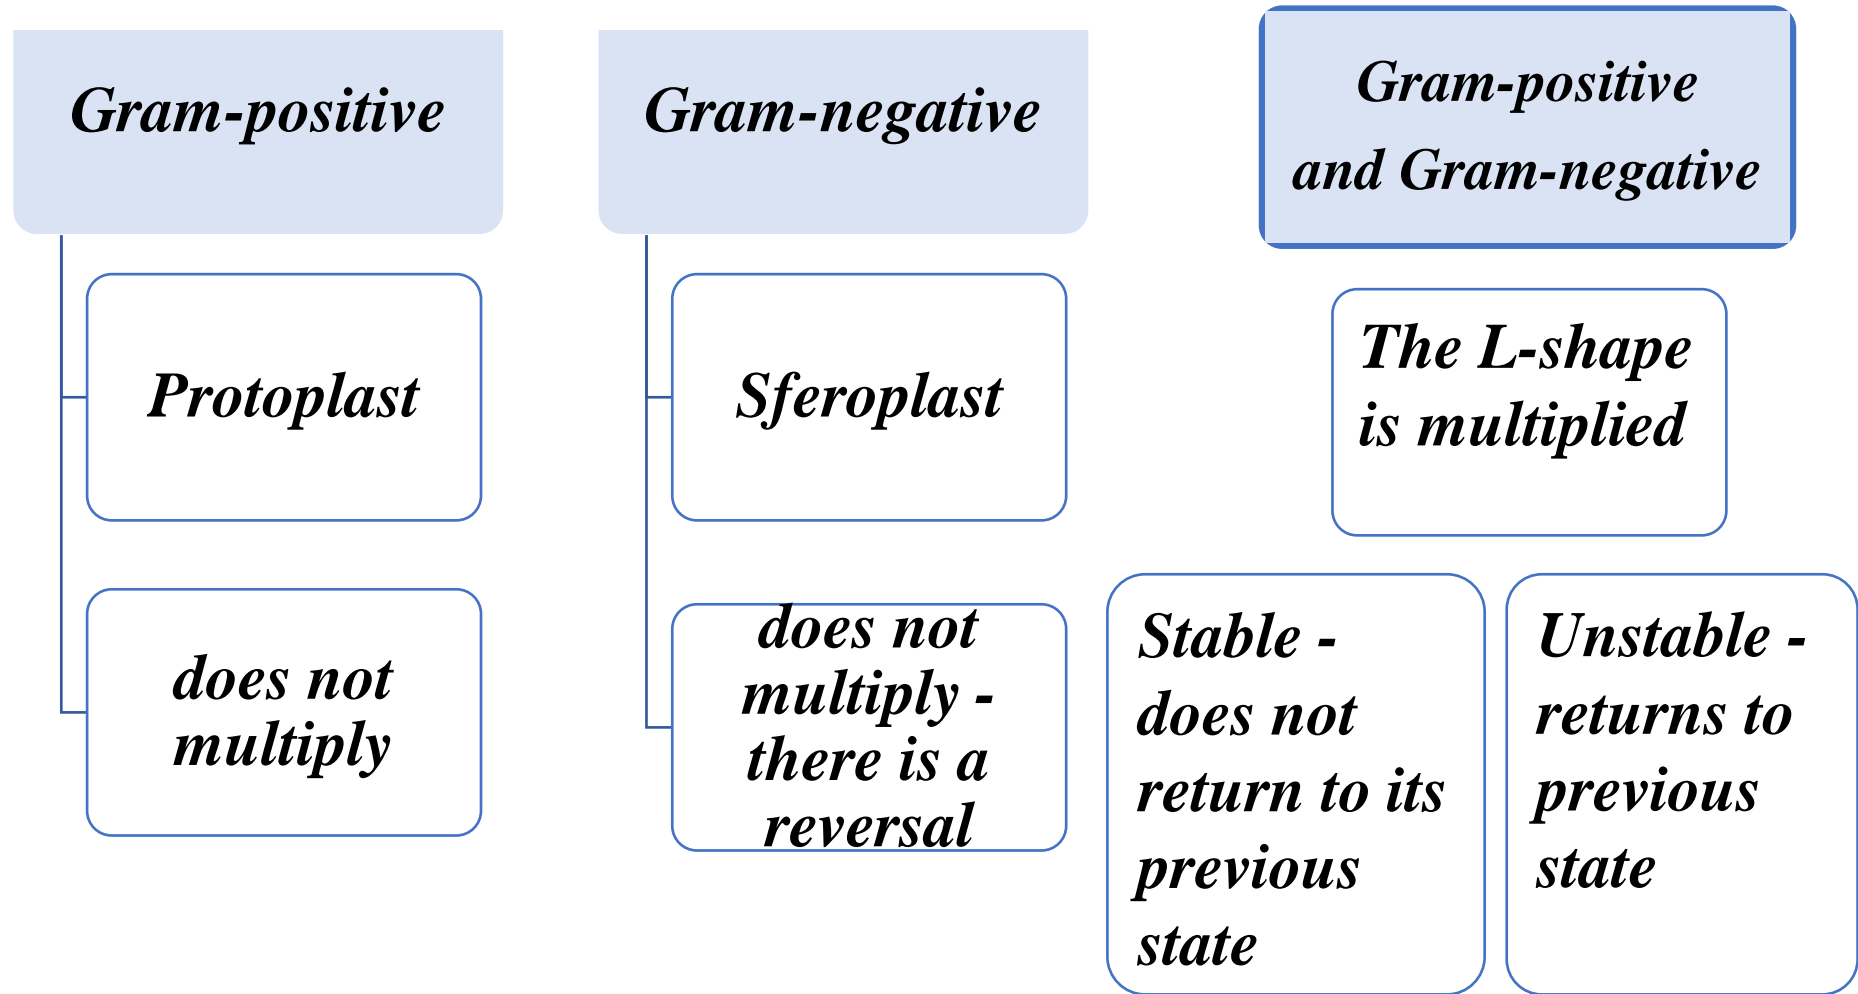 Gram-positive
Protoplast
does not
multiply
Gram-negative
Sferoplast
does not
multiply -
there is a
reversal
Gram-positive
and Gram-negative
The L-shape
is multiplied
Stable -
does not
return to its
previous
state
Unstable -
returns to
previous
state